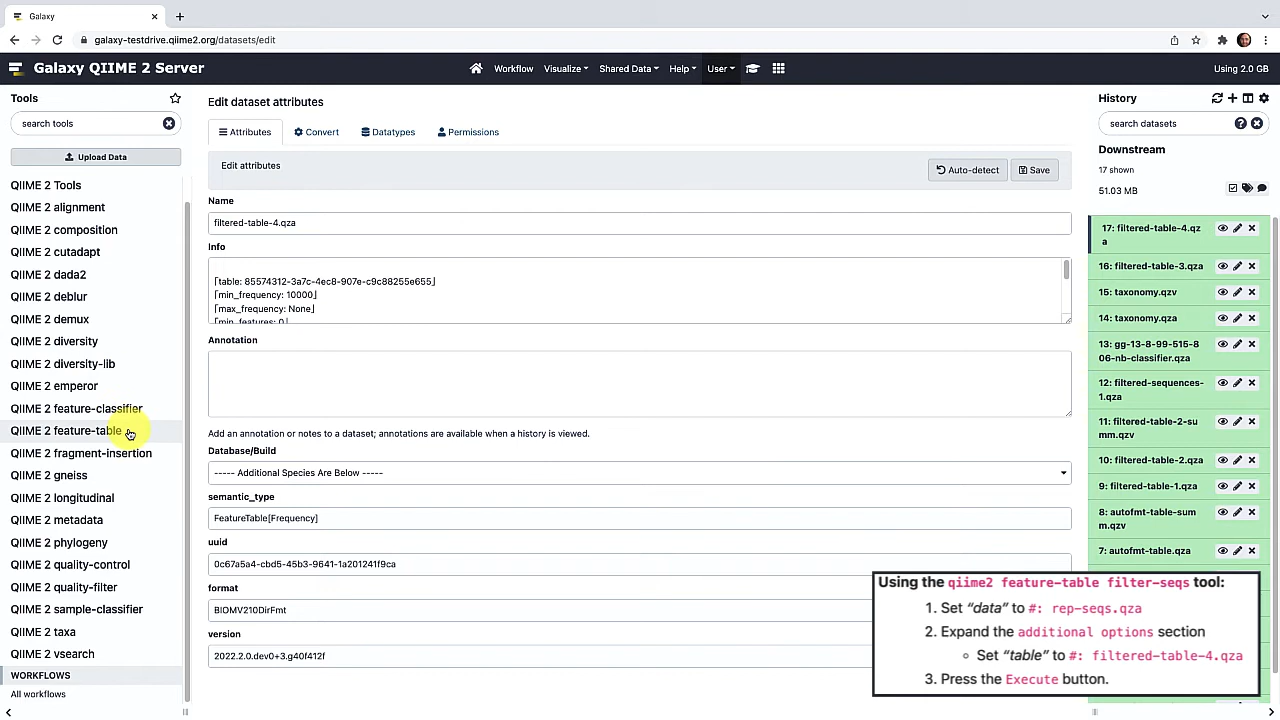 Galaxy
galaxy-testdrive.qiime2.org/datasets/edit
Galaxy QIIME 2 Server
Workflow
Visualize
Shared Data
Help
User
Using 2.0 GB
Tools
search tools
Upload Data
QIIME 2 Tools
QIIME 2 alignment
QIIME 2 composition
QIIME 2 cutadapt
QIIME 2 dada2
QIIME 2 deblur
QIIME 2 demux
QIIME 2 diversity
QIIME 2 diversity-lib
QIIME 2 emperor
QIIME 2 feature-classifier
QIIME 2 feature-table
QIIME 2 fragment-insertion
QIIME 2 gneiss
QIIME 2 longitudinal
QIIME 2 metadata
QIIME 2 phylogeny
QIIME 2 quality-control
QIIME 2 quality-filter
QIIME 2 sample-classifier
QIIME 2 taxa
QIIME 2 vsearch
WORKFLOWS
All workflows
Edit dataset attributes
Attributes
Convert
Datatypes
Permissions
Edit attributes
Auto-detect
Save
Name
filtered-table-4.qza
Info
⌈table: 85574312-3a7c-4ec8-907e-c9c88255e655⌋
⌈min_frequency: 10000⌋
⌈max_frequency: None⌋
⌈min_features: 0⌋
Annotation
Add an annotation or notes to a dataset; annotations are available when a history is viewed.
Database/Build
----- Additional Species Are Below -----
semantic_type
FeatureTable[Frequency]
uuid
0c67a5a4-cbd5-45b3-9641-1a201241f9ca
format
BIOMV210DirFmt
version
2022.2.0.dev0+3.g40f412f
History
search datasets
Downstream
17 shown
51.03 MB
17: filtered-table-4.qz
a
16: filtered-table-3.qza
15: taxonomy.qzv
14: taxonomy.qza
13: gg-13-8-99-515-8
06-nb-classifier.qza
12: filtered-sequences-
1.qza
11: filtered-table-2-su
mm.qzv
10: filtered-table-2.qza
9: filtered-table-1.qza
8: autofmt-table-sum
m.qzv
7: autofmt-table.qza
Using the qiime2 feature-table filter-seqs tool:
1. Set “data” to #: rep-seqs.qza
2. Expand the additional options section
◦ Set “table” to #: filtered-table-4.qza
3. Press the Execute button.